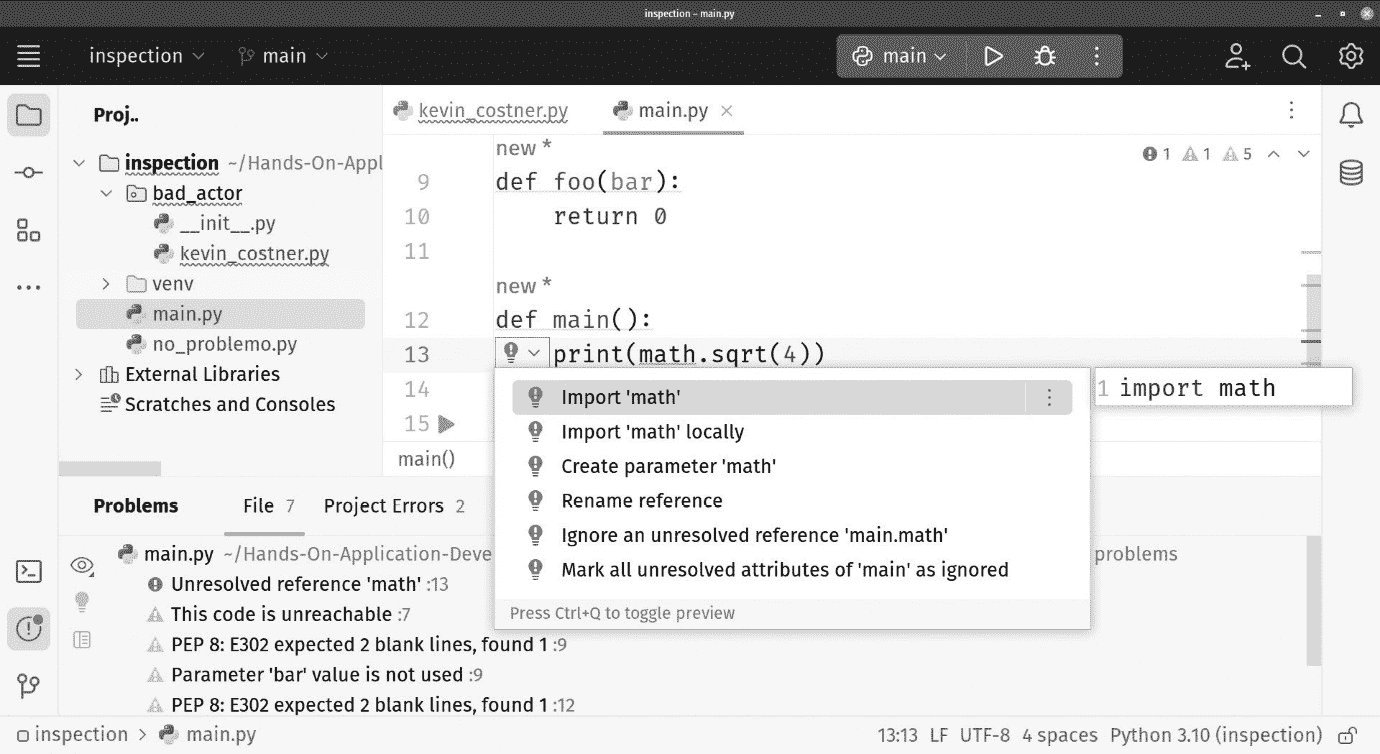 inspection – main.py
inspection main main
Proj..
kevin_costner.py main.py
inspection ~/Hands-On-Appl
bad_actor
__init__.py
kevin_costner.py
venv
main.py
no_problemo.py
External Libraries
Scratches and Consoles
1 1 5
new *
9 def foo(bar):
10 return 0
11
new *
12 def main():
13 print(math.sqrt(4))
14
15
main()
Import 'math'
Import 'math' locally
Create parameter 'math'
Rename reference
Ignore an unresolved reference 'main.math'
Mark all unresolved attributes of 'main' as ignored
Press Ctrl+Q to toggle preview
1 import math
Problems File 7 Project Errors 2
main.py ~/Hands-On-Application-Deve problems
Unresolved reference 'math' :13
This code is unreachable :7
PEP 8: E302 expected 2 blank lines, found 1 :9
Parameter 'bar' value is not used :9
PEP 8: E302 expected 2 blank lines, found 1 :12
inspection > main.py
13:13 LF UTF-8 4 spaces Python 3.10 (inspection)